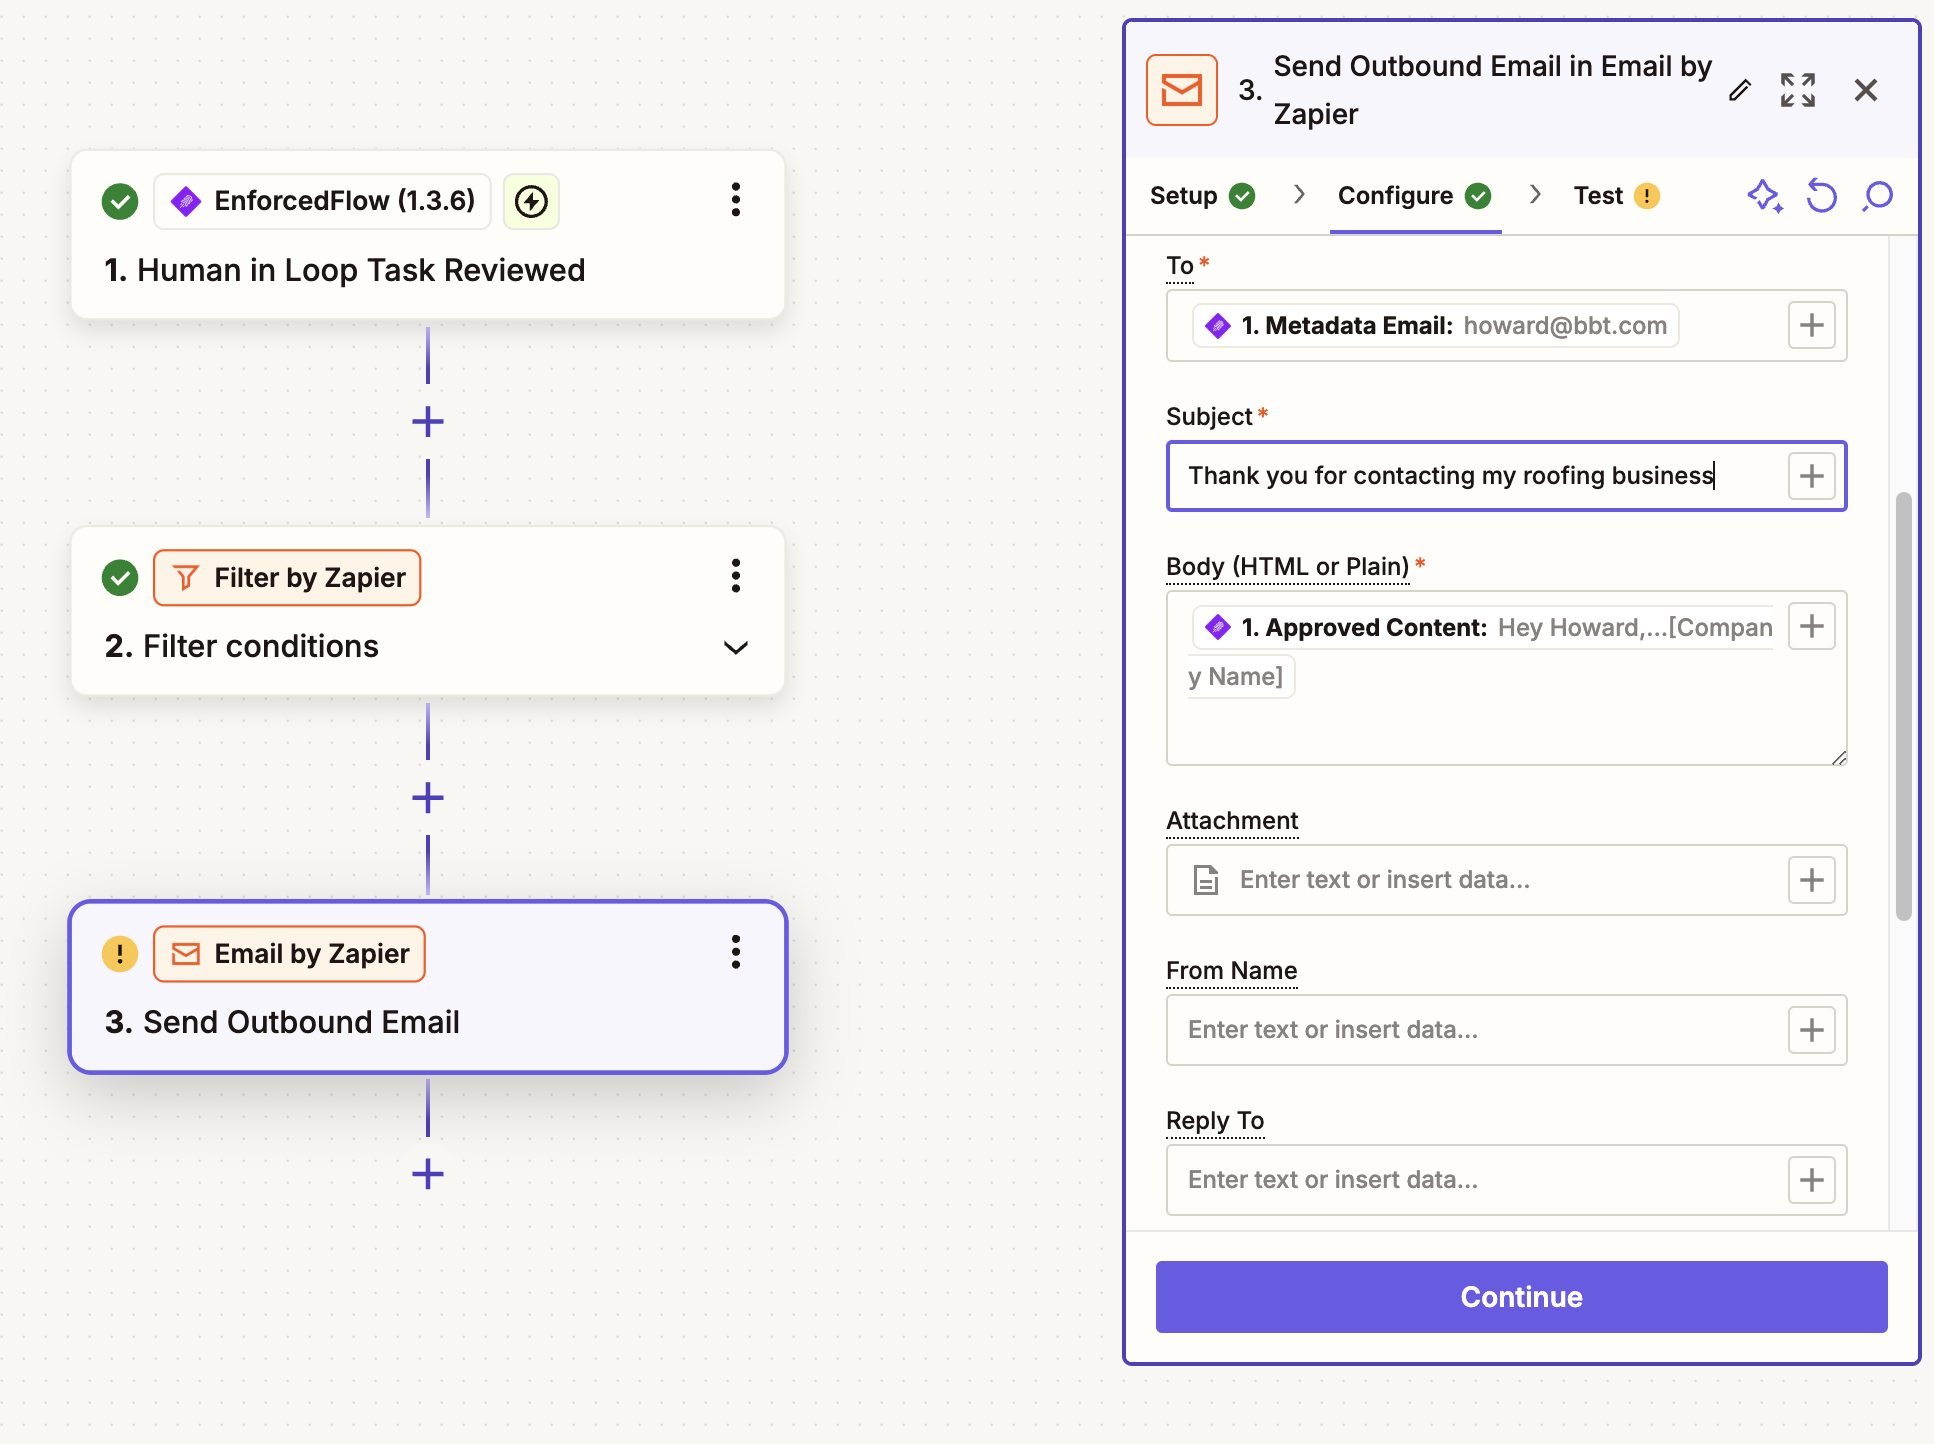 EnforcedFlow (1.3.6)
1. Human in Loop Task Reviewed
Filter by Zapier
2. Filter conditions
Email by Zapier
3. Send Outbound Email
3. Send Outbound Email in Email by
Zapier
Setup
Configure
Test
To*
1. Metadata Email: howard@bbt.com
Subject*
Thank you for contacting my roofing business
Body (HTML or Plain)*
1. Approved Content: Hey Howard,...[Compan
y Name]
Attachment
Enter text or insert data...
From Name
Enter text or insert data...
Reply To
Enter text or insert data...
Continue